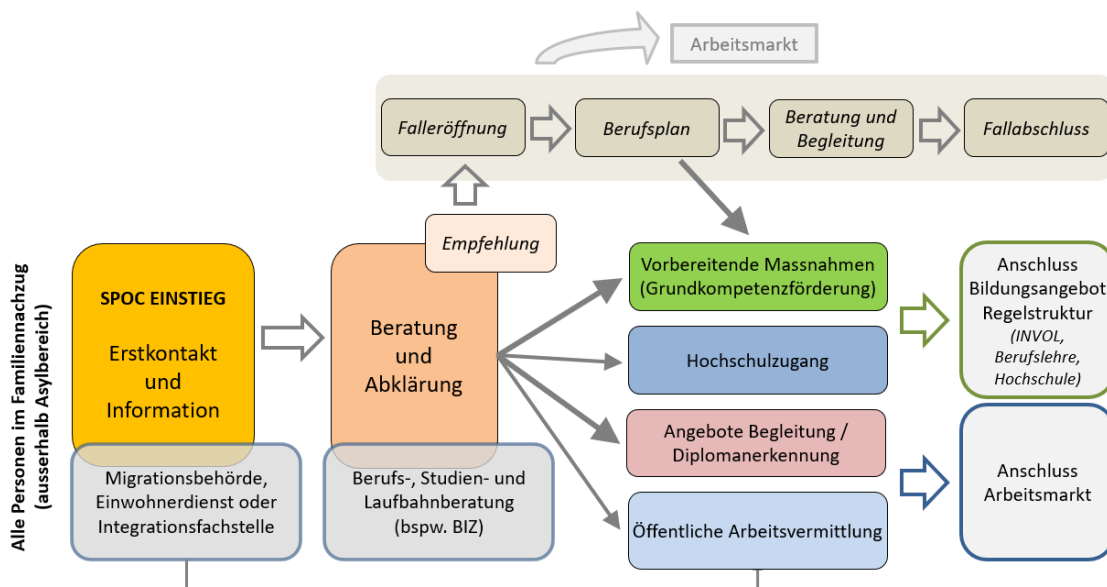 Arbeitsmarkt
Falleröffnung
Berufsplan
Beratung und
Begleitung
Fallabschluss
Empfehlung
Alle Personen im Familiennachzug
(ausserhalb Asylbereich)
SPOC EINSTIEG
Erstkontakt
und
Information
Migrationsbehörde,
Einwohnerdienst oder
Integrationsfachstelle
Beratung
und
Abklärung
Berufs-, Studien- und
Laufbahnberatung
(bspw. BIZ)
Vorbereitende Massnahmen
(Grundkompetenzförderung)
Hochschulzugang
Angebote Begleitung /
Diplomanerkennung
Öffentliche Arbeitsvermittlung
Anschluss
Bildungsangebot
Regelstruktur
(INVOL,
Berufslehre,
Hochschule)
Anschluss
Arbeitsmarkt